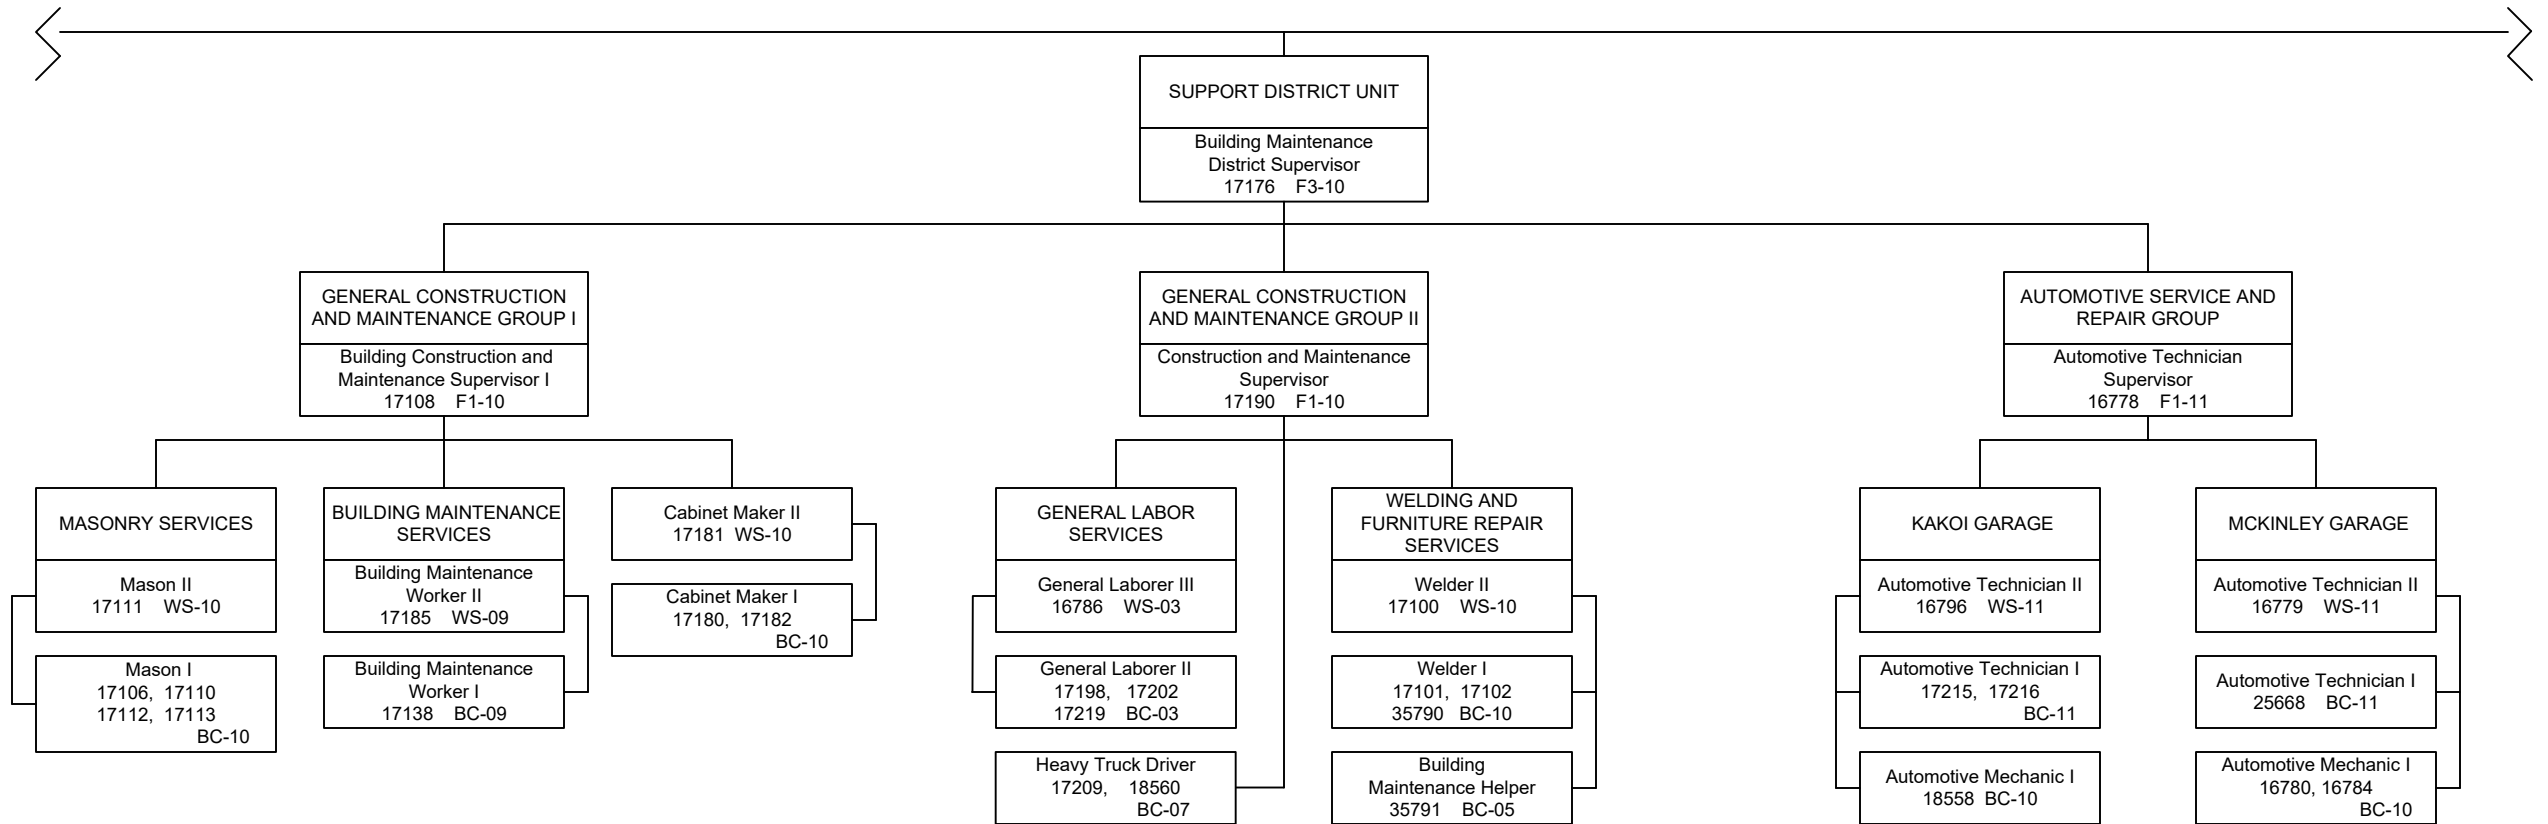 SUPPORT DISTRICT UNIT
Building Maintenance
District Supervisor
17176 F3-10
GENERAL CONSTRUCTION
AND MAINTENANCE GROUP I
Building Construction and
Maintenance Supervisor I
17108 F1-10
GENERAL CONSTRUCTION
AND MAINTENANCE GROUP II
Construction and Maintenance
Supervisor
17190 F1-10
AUTOMOTIVE SERVICE AND
REPAIR GROUP
Automotive Technician
Supervisor
16778 F1-11
MASONRY SERVICES
Mason II
17111 WS-10
Mason I
17106, 17110
17112, 17113
BC-10
BUILDING MAINTENANCE
SERVICES
Building Maintenance
Worker II
17185 WS-09
Building Maintenance
Worker I
17138 BC-09
Cabinet Maker II
17181 WS-10
Cabinet Maker I
17180, 17182
BC-10
GENERAL LABOR
SERVICES
General Laborer III
16786 WS-03
General Laborer II
17198, 17202
17219 BC-03
Heavy Truck Driver
17209, 18560
BC-07
WELDING AND
FURNITURE REPAIR
SERVICES
Welder II
17100 WS-10
Welder I
17101, 17102
35790 BC-10
Building
Maintenance Helper
35791 BC-05
KAKOI GARAGE
Automotive Technician II
16796 WS-11
Automotive Technician I
17215, 17216
BC-11
Automotive Mechanic I
18558 BC-10
MCKINLEY GARAGE
Automotive Technician II
16779 WS-11
Automotive Technician I
25668 BC-11
Automotive Mechanic I
16780, 16784
BC-10